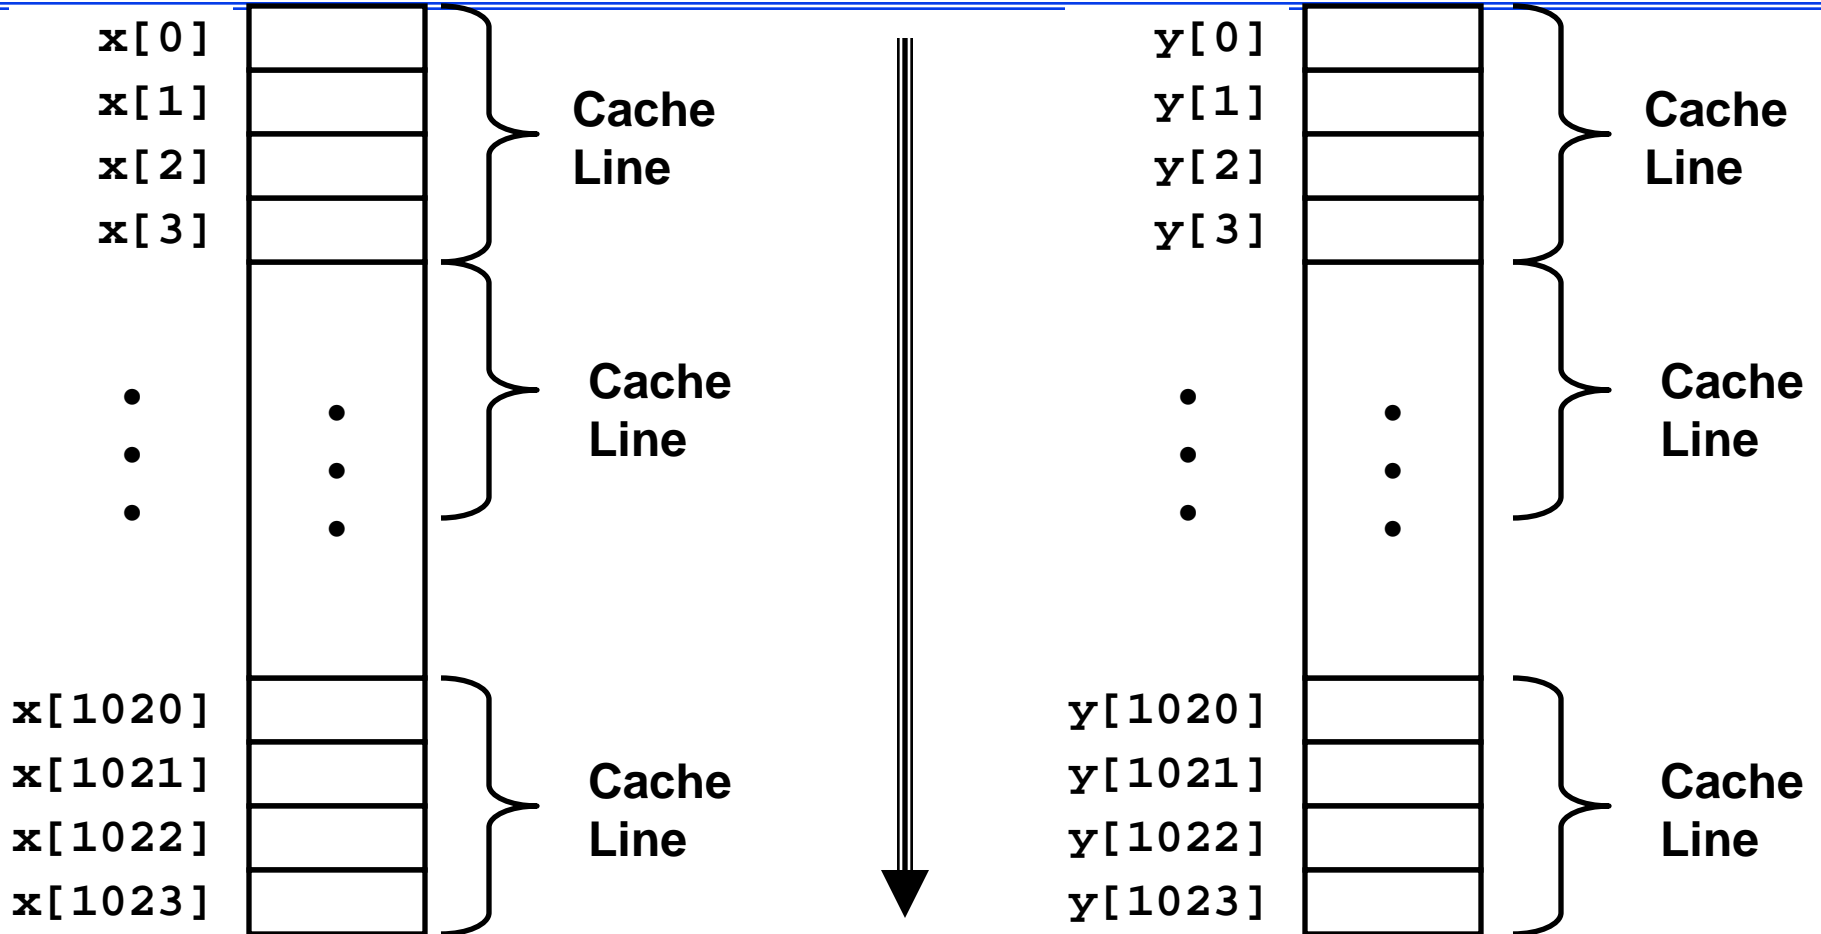 x[0]
x[1]
x[2]
x[3]
Cache
Line
Cache
Line
x[1020]
x[1021]
x[1022]
x[1023]
Cache
Line
y[0]
y[1]
y[2]
y[3]
Cache
Line
Cache
Line
y[1020]
y[1021]
y[1022]
y[1023]
Cache
Line